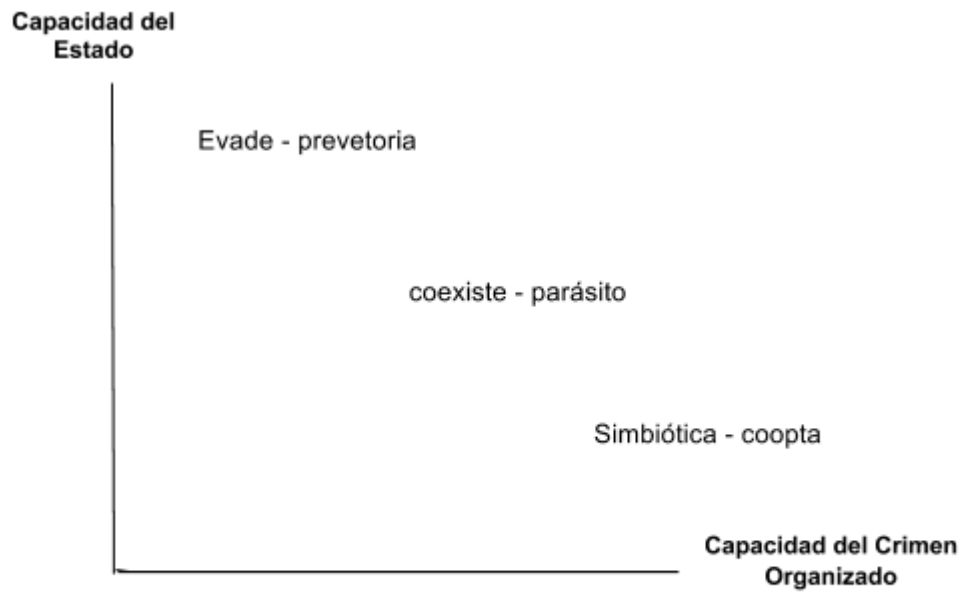 Capacidad del
Estado
Evade - prevetoria
coexiste - parásito
Simbiótica - coopta
Capacidad del Crimen
Organizado